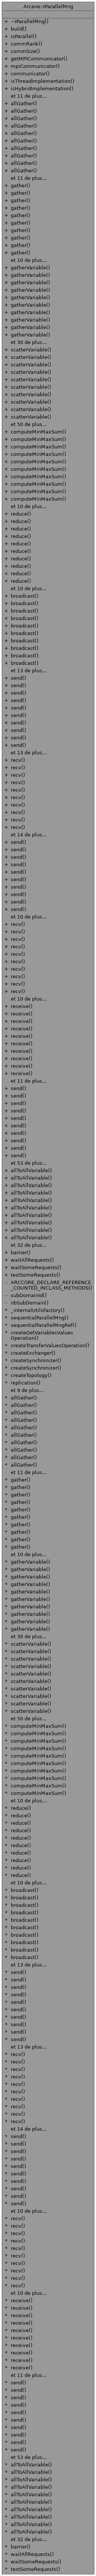 Arcane::IParallelMng
+ ~IParallelMng()
+ build()
+ isParallel()
+ commRank()
+ commSize()
+ getMPICommunicator()
+ mpiCommunicator()
+ communicator()
+ isThreadImplementation()
+ isHybridImplementation()
et 11 de plus...
+ allGather()
+ allGather()
+ allGather()
+ allGather()
+ allGather()
+ allGather()
+ allGather()
+ allGather()
+ allGather()
+ allGather()
et 11 de plus...
+ gather()
+ gather()
+ gather()
+ gather()
+ gather()
+ gather()
+ gather()
+ gather()
+ gather()
+ gather()
et 10 de plus...
+ gatherVariable()
+ gatherVariable()
+ gatherVariable()
+ gatherVariable()
+ gatherVariable()
+ gatherVariable()
+ gatherVariable()
+ gatherVariable()
+ gatherVariable()
+ gatherVariable()
et 30 de plus...
+ scatterVariable()
+ scatterVariable()
+ scatterVariable()
+ scatterVariable()
+ scatterVariable()
+ scatterVariable()
+ scatterVariable()
+ scatterVariable()
+ scatterVariable()
+ scatterVariable()
et 50 de plus...
+ computeMinMaxSum()
+ computeMinMaxSum()
+ computeMinMaxSum()
+ computeMinMaxSum()
+ computeMinMaxSum()
+ computeMinMaxSum()
+ computeMinMaxSum()
+ computeMinMaxSum()
+ computeMinMaxSum()
+ computeMinMaxSum()
et 10 de plus...
+ reduce()
+ reduce()
+ reduce()
+ reduce()
+ reduce()
+ reduce()
+ reduce()
+ reduce()
+ reduce()
+ reduce()
et 10 de plus...
+ broadcast()
+ broadcast()
+ broadcast()
+ broadcast()
+ broadcast()
+ broadcast()
+ broadcast()
+ broadcast()
+ broadcast()
+ broadcast()
et 13 de plus...
+ send()
+ send()
+ send()
+ send()
+ send()
+ send()
+ send()
+ send()
+ send()
+ send()
et 13 de plus...
+ recv()
+ recv()
+ recv()
+ recv()
+ recv()
+ recv()
+ recv()
+ recv()
+ recv()
+ recv()
et 14 de plus...
+ send()
+ send()
+ send()
+ send()
+ send()
+ send()
+ send()
+ send()
+ send()
+ send()
et 10 de plus...
+ recv()
+ recv()
+ recv()
+ recv()
+ recv()
+ recv()
+ recv()
+ recv()
+ recv()
+ recv()
et 10 de plus...
+ receive()
+ receive()
+ receive()
+ receive()
+ receive()
+ receive()
+ receive()
+ receive()
+ receive()
+ receive()
et 11 de plus...
+ send()
+ send()
+ send()
+ send()
+ send()
+ send()
+ send()
+ send()
+ send()
+ send()
et 53 de plus...
+ allToAllVariable()
+ allToAllVariable()
+ allToAllVariable()
+ allToAllVariable()
+ allToAllVariable()
+ allToAllVariable()
+ allToAllVariable()
+ allToAllVariable()
+ allToAllVariable()
+ allToAllVariable()
et 32 de plus...
+ barrier()
+ waitAllRequests()
+ waitSomeRequests()
+ testSomeRequests()
ARCCORE_DECLARE_REFERENCE
_COUNTED_INCLASS_METHODS()
+ subDomainId()
+ nbSubDomain()
+ _internalUtilsFactory()
+ sequentialParallelMng()
+ sequentialParallelMngRef()
+ createGetVariablesValues
Operation()
+ createTransferValuesOperation()
+ createExchanger()
+ createSynchronizer()
+ createSynchronizer()
+ createTopology()
+ replication()
et 9 de plus...
+ allGather()
+ allGather()
+ allGather()
+ allGather()
+ allGather()
+ allGather()
+ allGather()
+ allGather()
+ allGather()
+ allGather()
et 11 de plus...
+ gather()
+ gather()
+ gather()
+ gather()
+ gather()
+ gather()
+ gather()
+ gather()
+ gather()
+ gather()
et 10 de plus...
+ gatherVariable()
+ gatherVariable()
+ gatherVariable()
+ gatherVariable()
+ gatherVariable()
+ gatherVariable()
+ gatherVariable()
+ gatherVariable()
+ gatherVariable()
+ gatherVariable()
et 30 de plus...
+ scatterVariable()
+ scatterVariable()
+ scatterVariable()
+ scatterVariable()
+ scatterVariable()
+ scatterVariable()
+ scatterVariable()
+ scatterVariable()
+ scatterVariable()
+ scatterVariable()
et 50 de plus...
+ computeMinMaxSum()
+ computeMinMaxSum()
+ computeMinMaxSum()
+ computeMinMaxSum()
+ computeMinMaxSum()
+ computeMinMaxSum()
+ computeMinMaxSum()
+ computeMinMaxSum()
+ computeMinMaxSum()
+ computeMinMaxSum()
et 10 de plus...
+ reduce()
+ reduce()
+ reduce()
+ reduce()
+ reduce()
+ reduce()
+ reduce()
+ reduce()
+ reduce()
+ reduce()
et 10 de plus...
+ broadcast()
+ broadcast()
+ broadcast()
+ broadcast()
+ broadcast()
+ broadcast()
+ broadcast()
+ broadcast()
+ broadcast()
+ broadcast()
et 13 de plus...
+ send()
+ send()
+ send()
+ send()
+ send()
+ send()
+ send()
+ send()
+ send()
+ send()
et 13 de plus...
+ recv()
+ recv()
+ recv()
+ recv()
+ recv()
+ recv()
+ recv()
+ recv()
+ recv()
+ recv()
et 14 de plus...
+ send()
+ send()
+ send()
+ send()
+ send()
+ send()
+ send()
+ send()
+ send()
+ send()
et 10 de plus...
+ recv()
+ recv()
+ recv()
+ recv()
+ recv()
+ recv()
+ recv()
+ recv()
+ recv()
+ recv()
et 10 de plus...
+ receive()
+ receive()
+ receive()
+ receive()
+ receive()
+ receive()
+ receive()
+ receive()
+ receive()
+ receive()
et 11 de plus...
+ send()
+ send()
+ send()
+ send()
+ send()
+ send()
+ send()
+ send()
+ send()
+ send()
et 53 de plus...
+ allToAllVariable()
+ allToAllVariable()
+ allToAllVariable()
+ allToAllVariable()
+ allToAllVariable()
+ allToAllVariable()
+ allToAllVariable()
+ allToAllVariable()
+ allToAllVariable()
+ allToAllVariable()
et 32 de plus...
+ barrier()
+ waitAllRequests()
+ waitSomeRequests()
+ testSomeRequests()